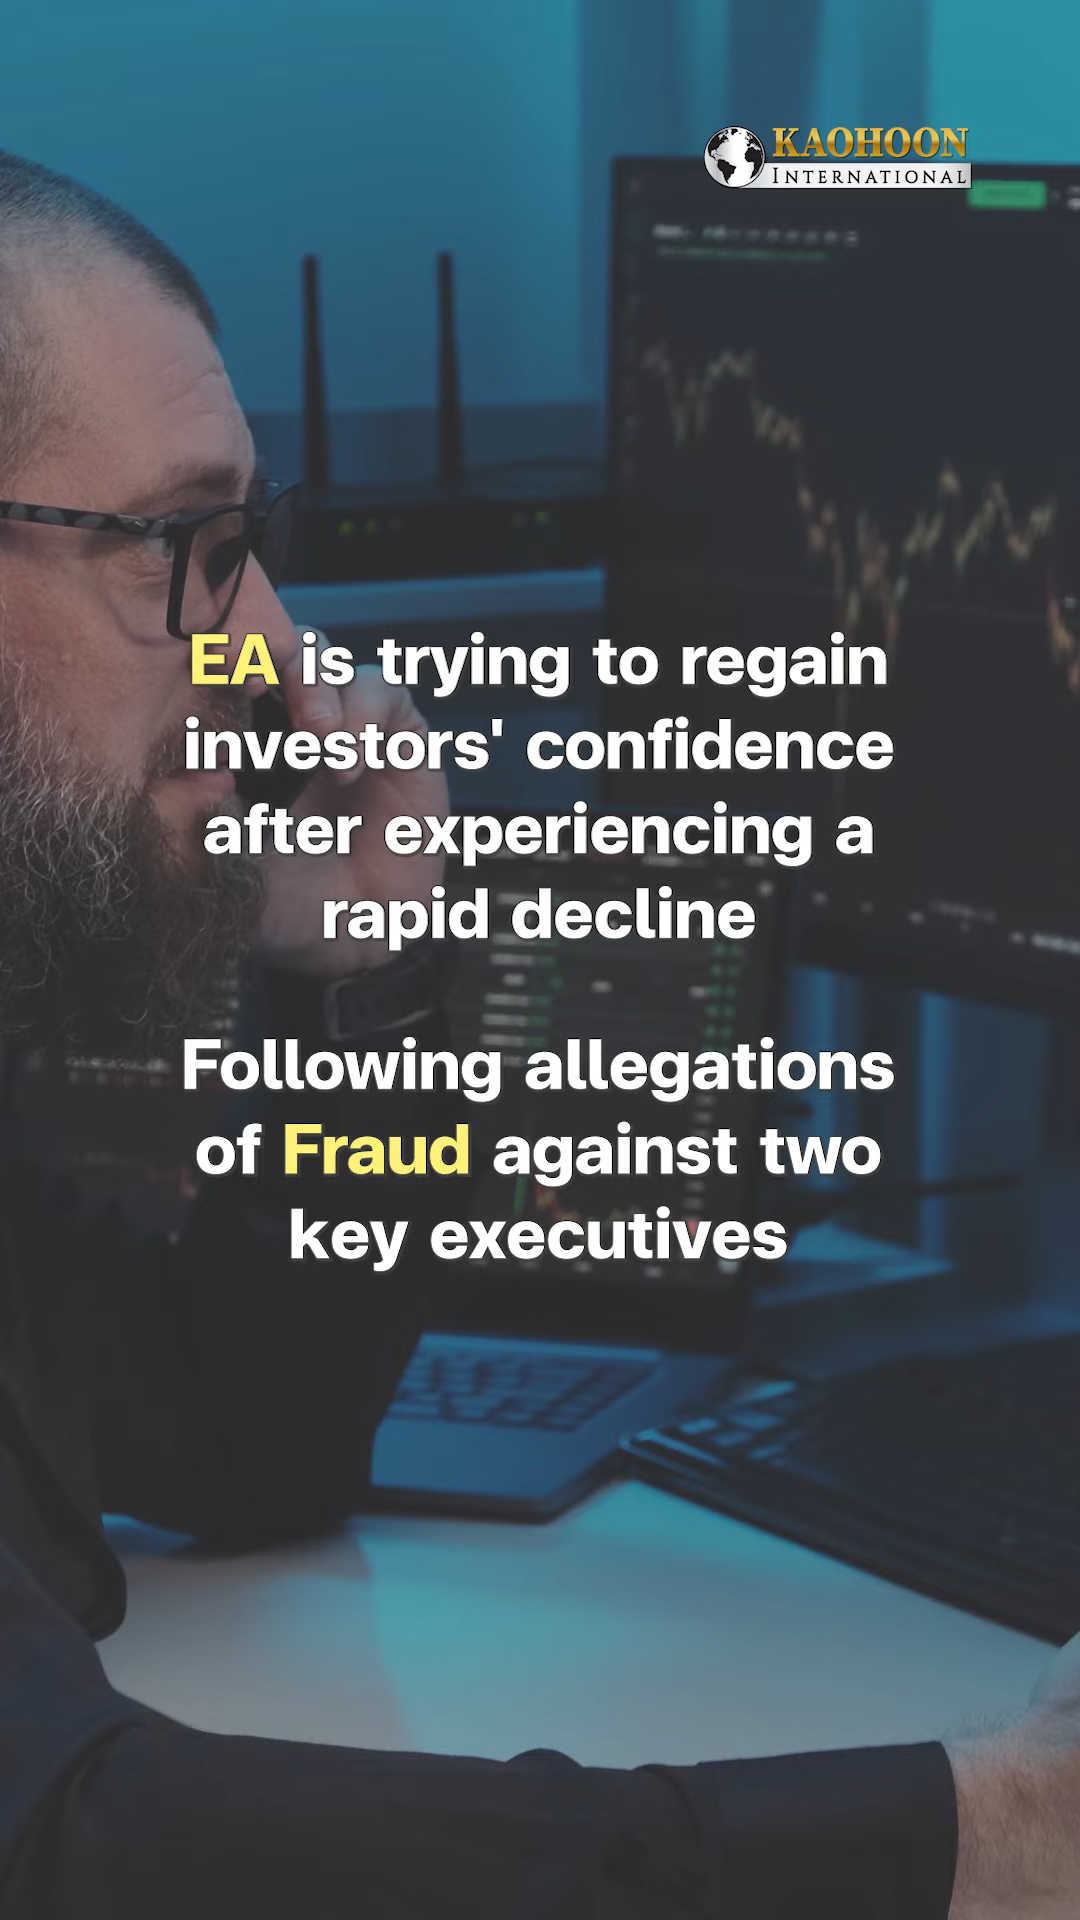 KAOHOON
INTERNATIONAL
EA is trying to regain
investors' confidence
after experiencing a
rapid decline
Following allegations
of Fraud against two
key executives